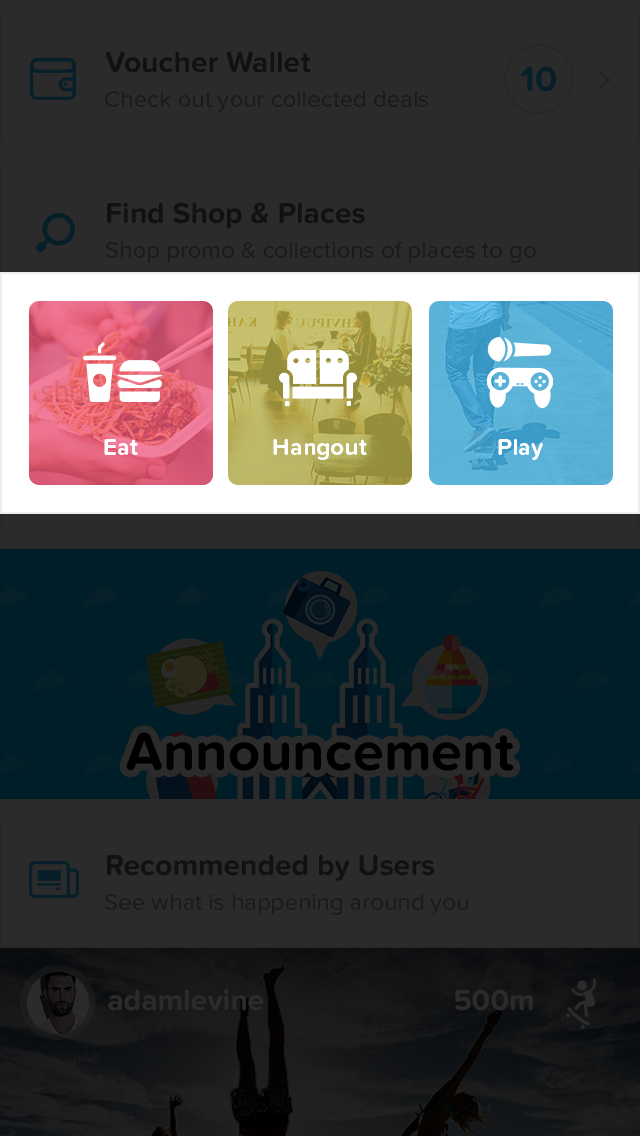 Voucher Wallet
10
Check out your collected deals
Find Shop & Places
Shop promo & collections of places to go
Eat
Hangout
Play
Announcement
Recommended by Users
See what is happening around you
adamlevine
500m